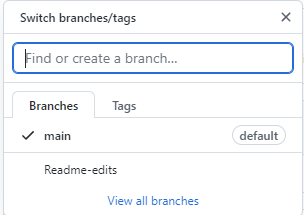 Switch branches/tags
Find or create a branch...
Branches Tags
main default
Readme-edits
View all branches